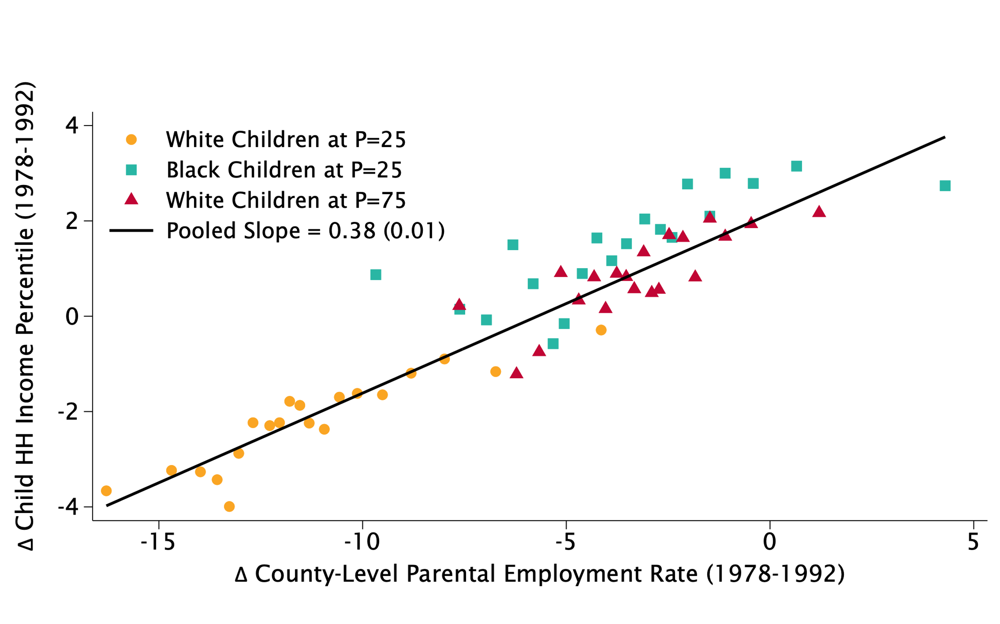 Δ Child HH Income Percentile (1978-1992)
4
2
0
-2
-4
White Children at P=25
Black Children at P=25
White Children at P=75
Pooled Slope = 0.38 (0.01)
-15 -10 -5 0 5
Δ County-Level Parental Employment Rate (1978-1992)